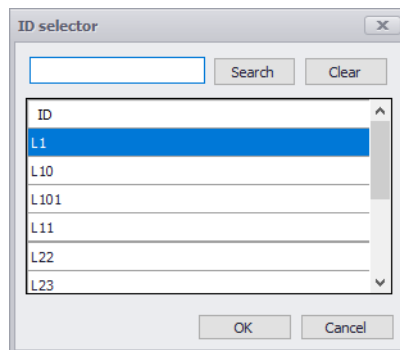 ID selector
Search Clear
ID
L1
L10
L101
L11
L22
L23
OK Cancel